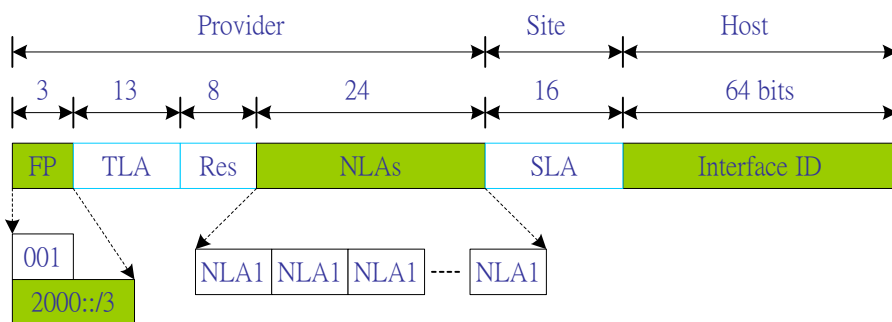 Provider Site Host
3 13 8 24 16 64 bits
FP TLA Res NLAs SLA Interface ID
001
NLA1 NLA1 NLA1 NLA1
2000::/3